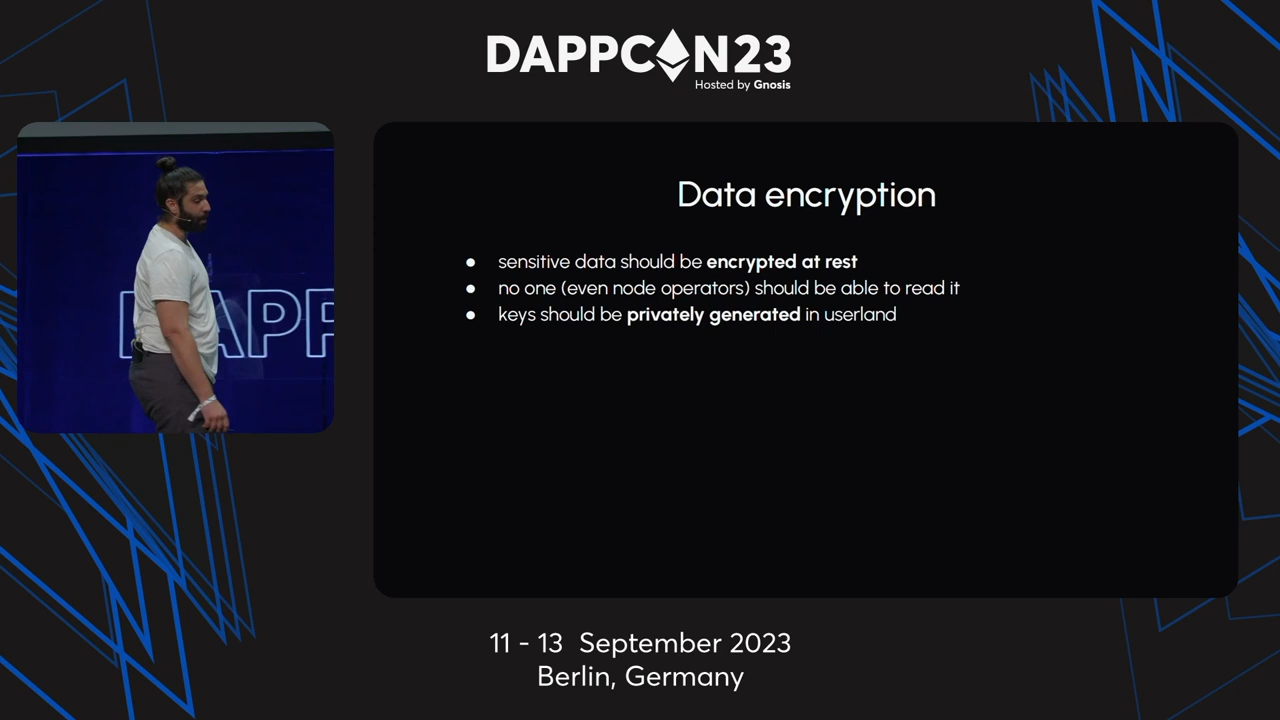 DAPPCON23
Hosted by Gnosis
DAPP
Data encryption
● sensitive data should be encrypted at rest
● no one (even node operators) should be able to read it
● keys should be privately generated in userland
11 - 13 September 2023
Berlin, Germany